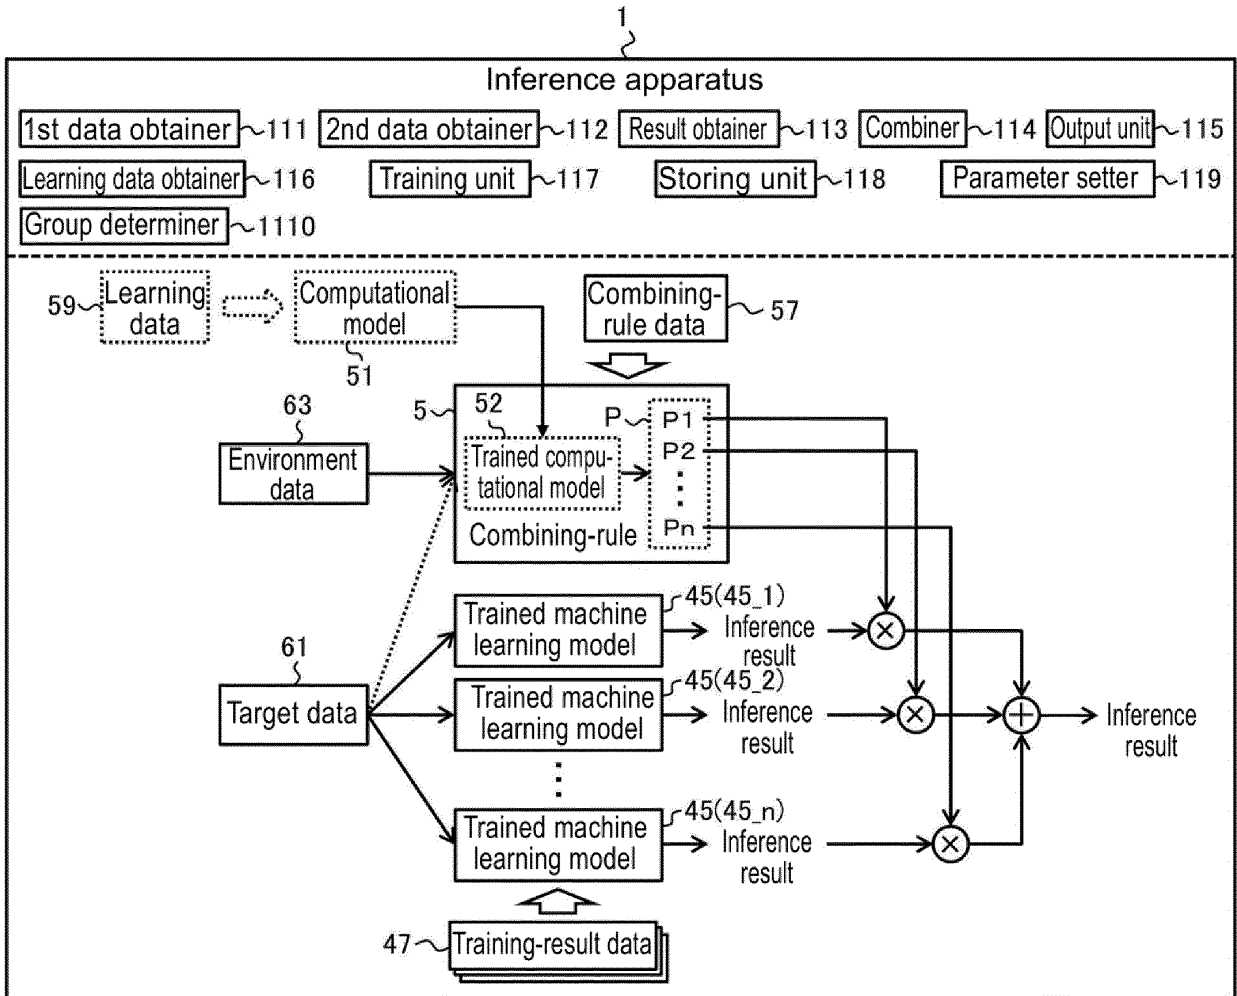 1
Inference apparatus
1st data obtainer 111
2nd data obtainer 112
Result obtainer 113
Combiner 114
Output unit 115
Learning data obtainer 116
Training unit 117
Storing unit 118
Parameter setter 119
Group determiner 1110
59
Learning
data
Computational
model
51
Combining-
rule data
57
63
Environment
data
5
52
Trained compu-
tational model
Combining-rule
P
P1
P2
Pn
61
Target data
45(45_1)
Trained machine
learning model
Inference
result
45(45_2)
Trained machine
learning model
Inference
result
45(45_n)
Trained machine
learning model
Inference
result
Inference
result
47
Training-result data